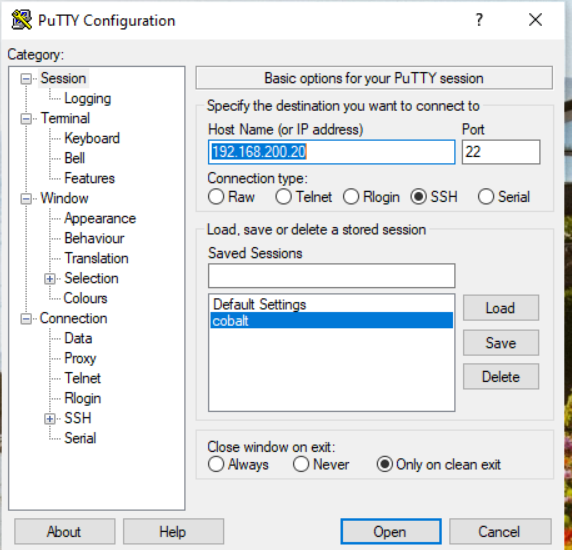 PuTTY Configuration
?
Category:
Session
Logging
Terminal
Keyboard
Bell
Features
Window
Appearance
Behaviour
Translation
Selection
Colours
Connection
Data
Proxy
Telnet
Rlogin
SSH
Serial
Basic options for your PuTTY session
Specify the destination you want to connect to
Host Name (or IP address) Port
192.168.200.20 22
Connection type:
Raw Telnet Rlogin SSH Serial
Load, save or delete a stored session
Saved Sessions
Default Settings
cobalt
Load
Save
Delete
Close window on exit:
Always Never Only on clean exit
About Help Open Cancel